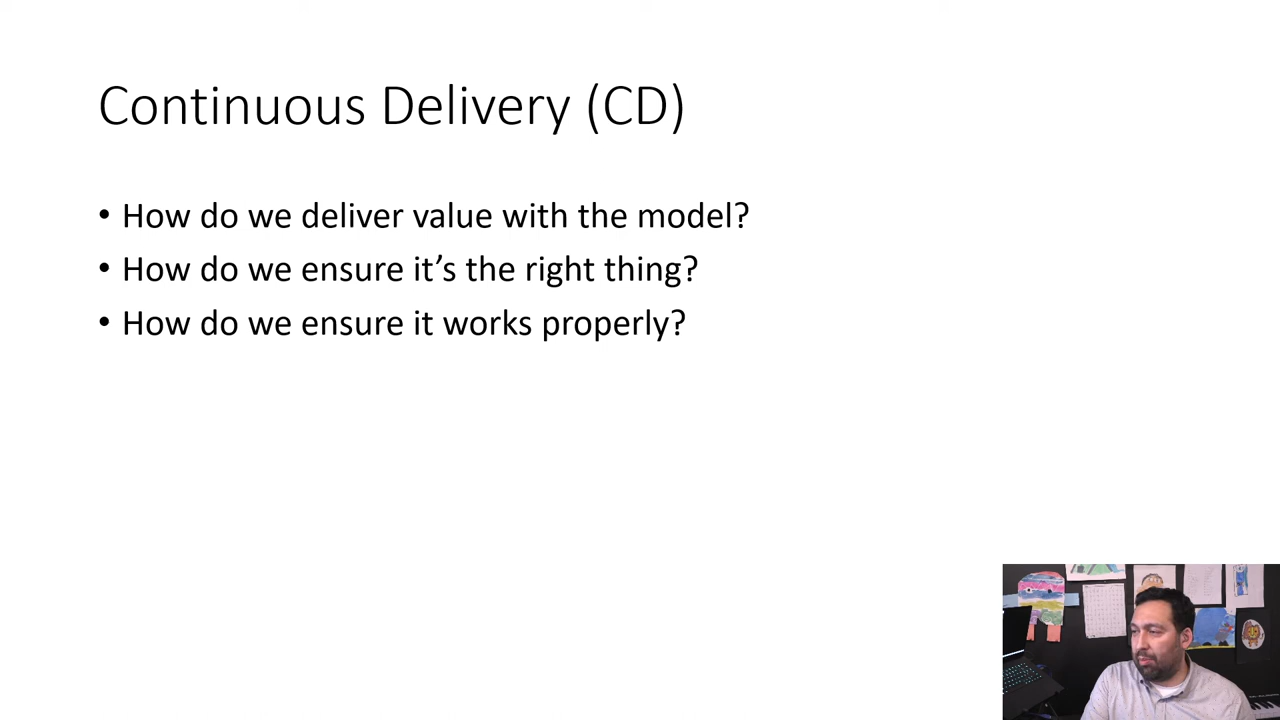 Continuous Delivery (CD)
• How do we deliver value with the model?
• How do we ensure it’s the right thing?
• How do we ensure it works properly?